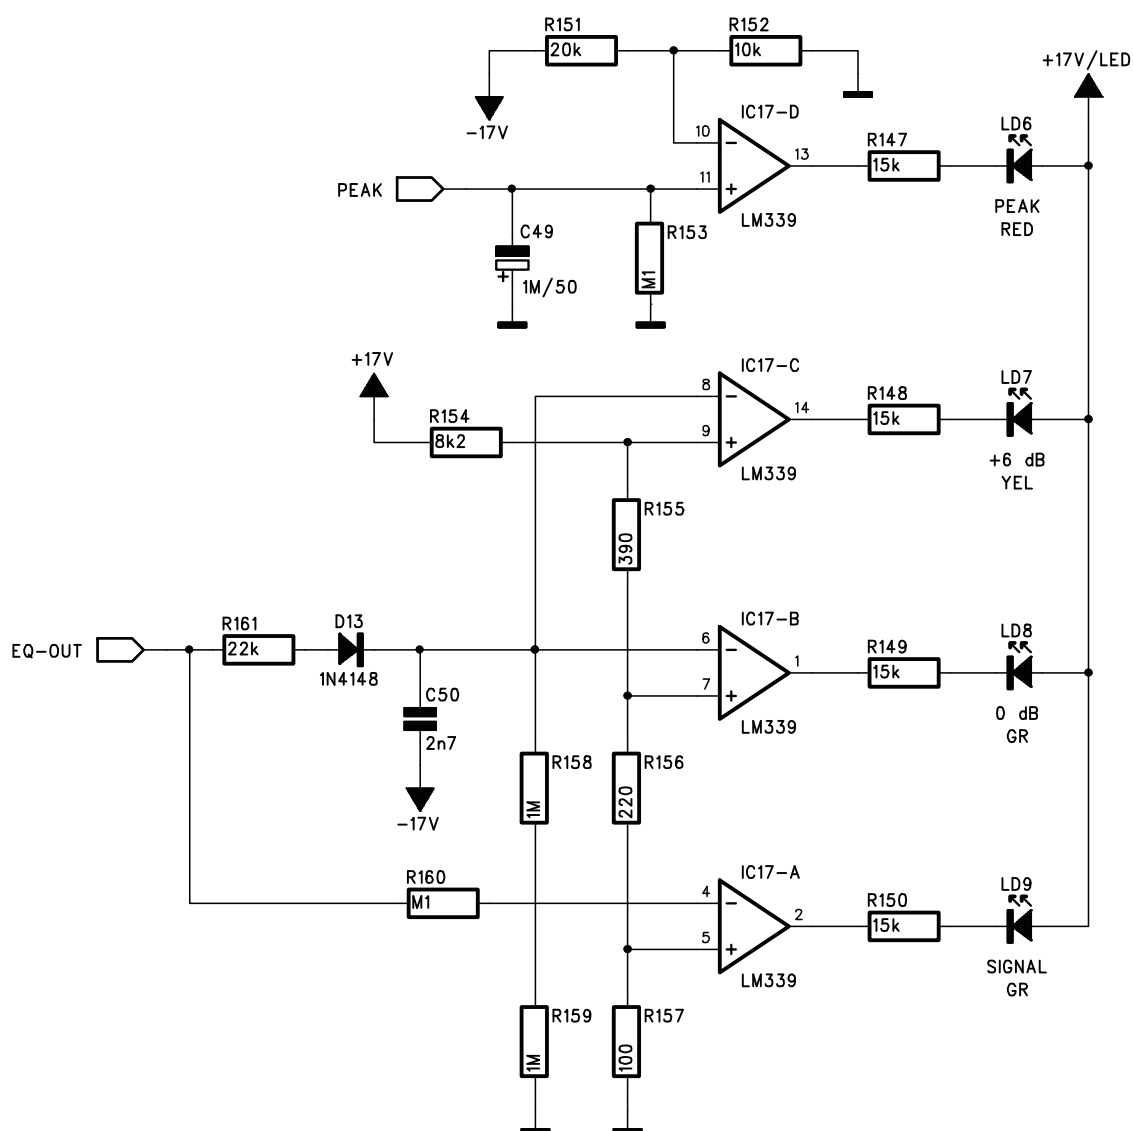 R151
20k
R152
10k
-17V
+17V/LED
IC17-D
10
11
-
+
13
LM339
R147
15k
LD6
PEAK
RED
PEAK
C49
+
1M/50
R153
M1
+17V
R154
8k2
IC17-C
8
9
-
+
14
LM339
R148
15k
LD7
+6 dB
YEL
R155
390
EQ-OUT
R161
22k
D13
1N4148
C50
2n7
-17V
IC17-B
6
7
-
+
1
LM339
R149
15k
LD8
0 dB
GR
R158
1M
R156
220
R160
M1
IC17-A
4
5
-
+
2
LM339
R150
15k
LD9
SIGNAL
GR
R159
1M
R157
100